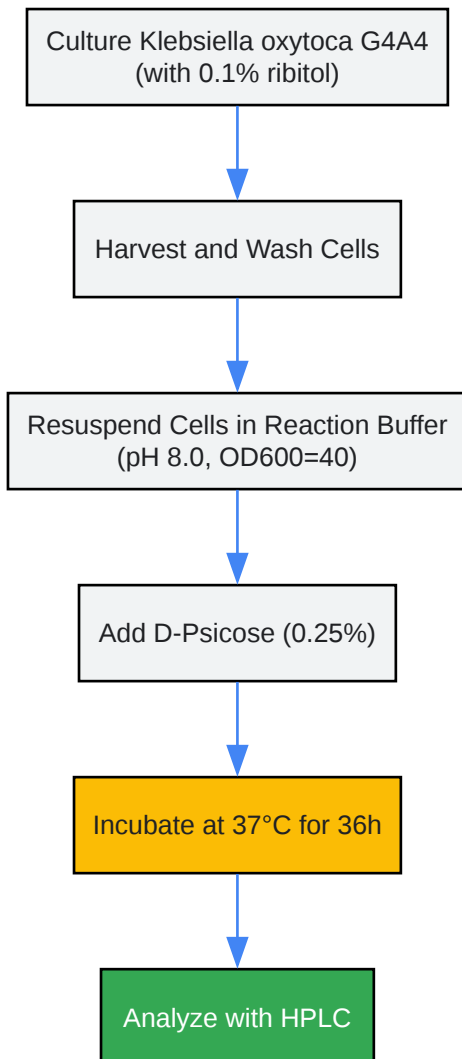 Culture Klebsiella oxytoca G4A4
(with 0.1% ribitol)
Harvest and Wash Cells
Resuspend Cells in Reaction Buffer
(pH 8.0, OD600=40)
Add D-Psicose (0.25%)
Incubate at 37°C for 36h
Analyze with HPLC